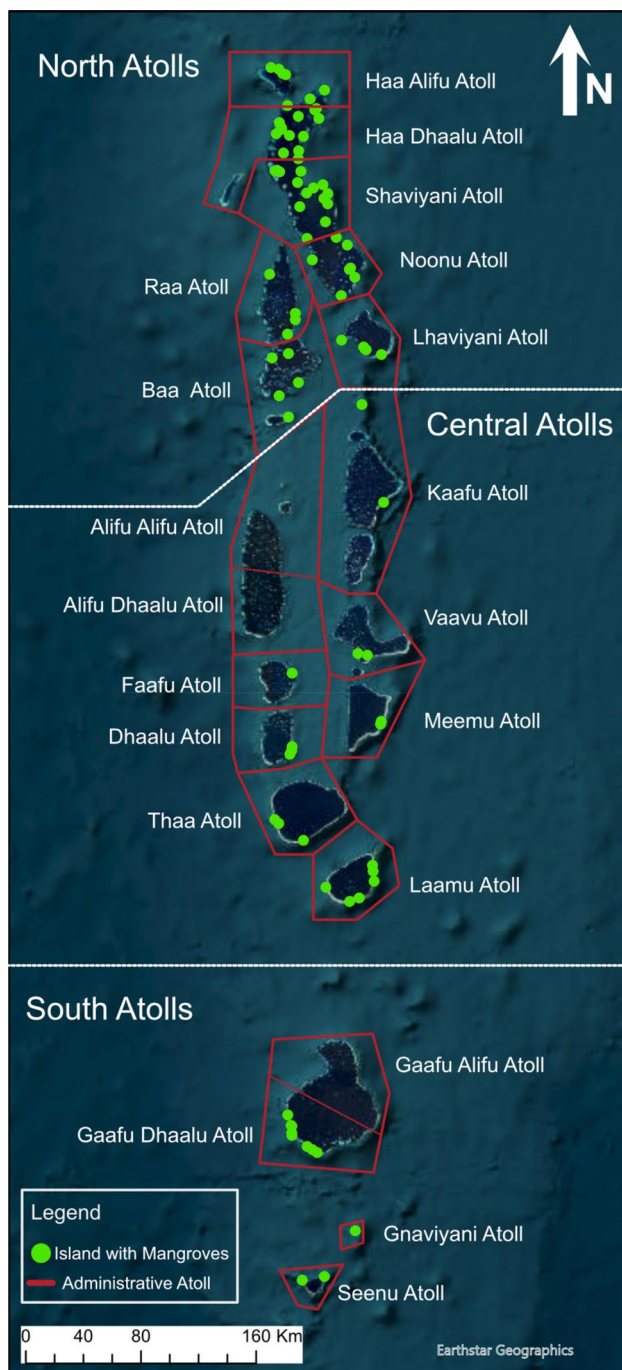 North Atolls
N
Haa Alifu Atoll
Haa Dhaalu Atoll
Shaviyani Atoll
Noonu Atoll
Raa Atoll
Lhaviyani Atoll
Baa Atoll
Central Atolls
Kaafu Atoll
Alifu Alifu Atoll
Alifu Dhaalu Atoll
Vaavu Atoll
Faafu Atoll
Meemu Atoll
Dhaalu Atoll
Thaa Atoll
Laamu Atoll
South Atolls
Gaafu Alifu Atoll
Gaafu Dhaalu Atoll
Legend
Island with Mangroves
Administrative Atoll
Gnaviyani Atoll
Seenu Atoll
0 40 80 160 Km
Earthstar Geographics